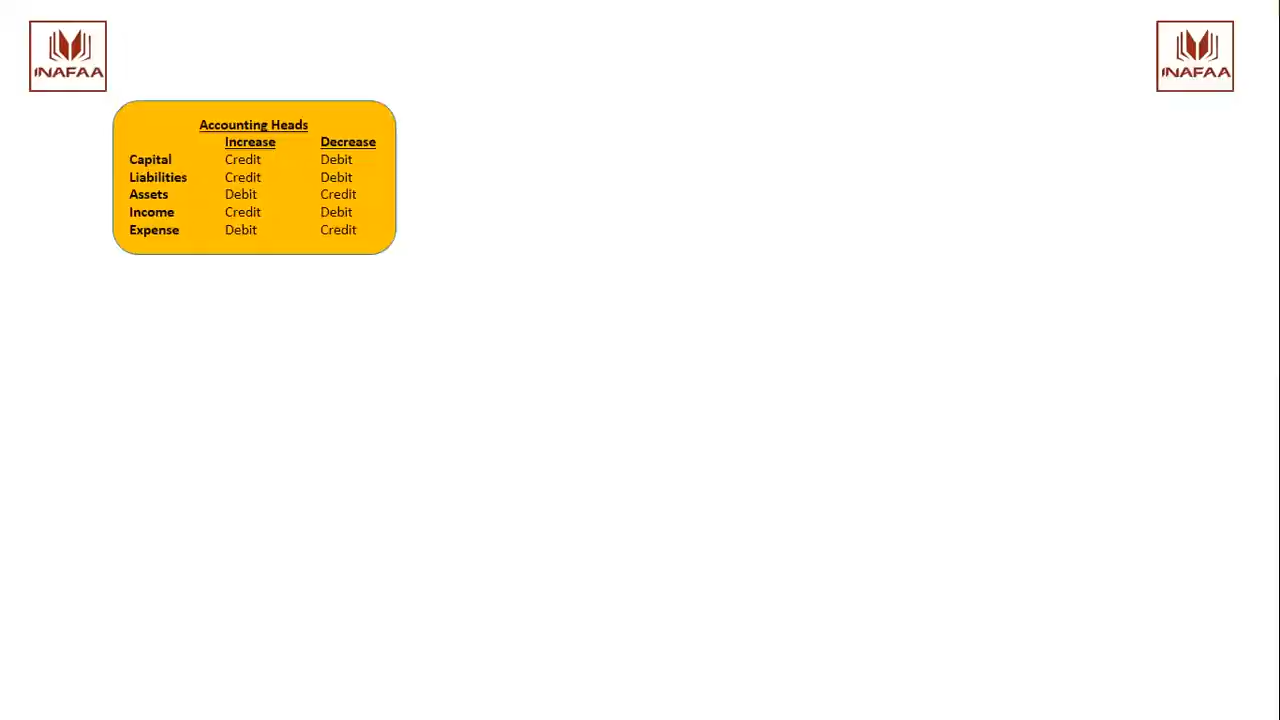 INAFAA
INAFAA
Accounting Heads
Increase Decrease
Capital Credit Debit
Liabilities Credit Debit
Assets Debit Credit
Income Credit Debit
Expense Debit Credit